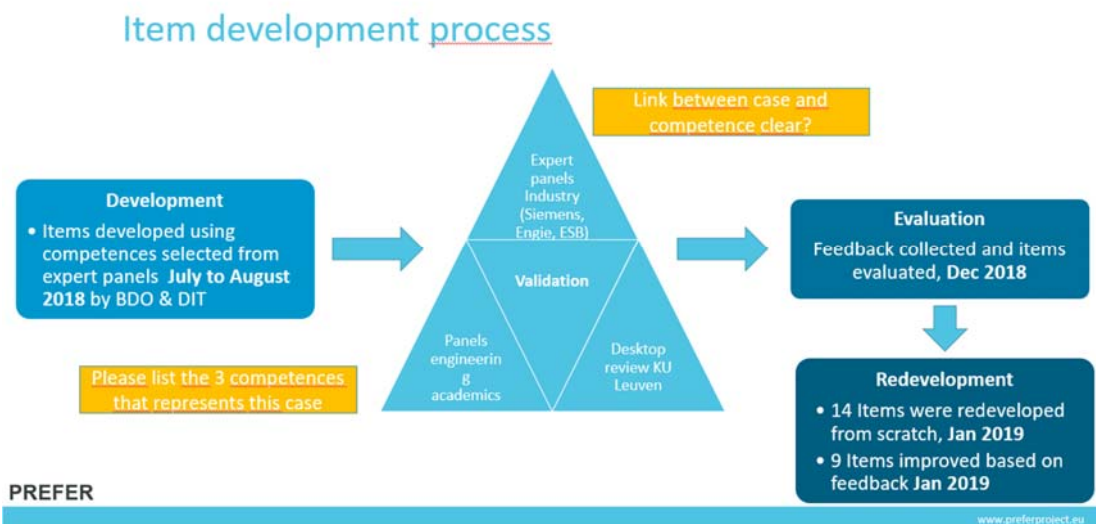 Item development process
Link between case and
competence clear?
Expert
panels
Industry
(Siemens,
Engie, ESB)
Development
• Items developed using
competences selected from
expert panels July to August
2018 by BDO & DIT
Validation
Evaluation
Feedback collected and items
evaluated, Dec 2018
Panels
engineerin
g
academics
Desktop
review KU
Leuven
Please list the 3 competences
that represents this case
Redevelopment
• 14 Items were redeveloped
from scratch, Jan 2019
• 9 Items improved based on
feedback Jan 2019
PREFER
www.preferproject.eu